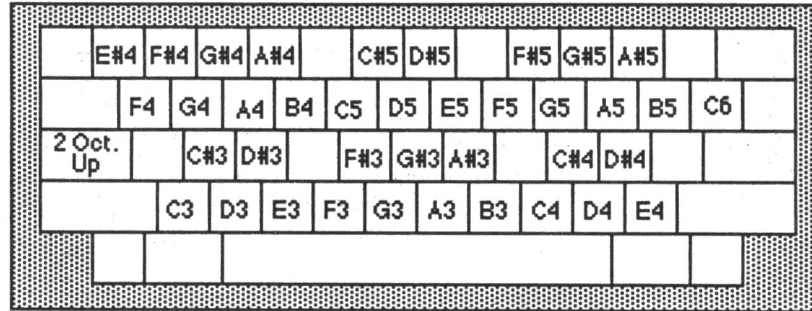 E#4 F#4 G#4 A#4 C#5 D#5 F#5 G#5 A#5
F4 G4 A4 B4 C5 D5 E5 F5 G5 A5 B5 C6
2 Oct.
Up
C#3 D#3 F#3 G#3 A#3 C#4 D#4
C3 D3 E3 F3 G3 A3 B3 C4 D4 E4